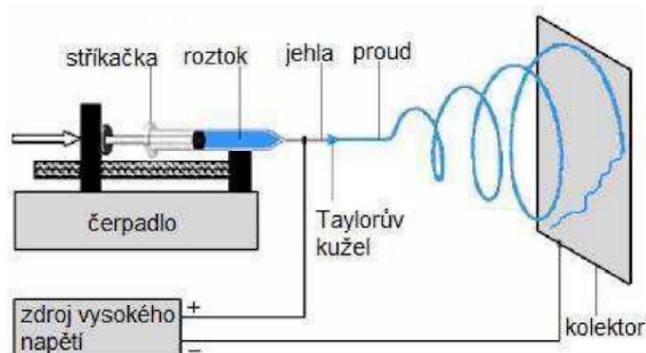 stříkačka
roztok
jehla
proud
Taylorův
kužel
čerpadlo
zdroj vysokého
napětí
+
–
kolektor